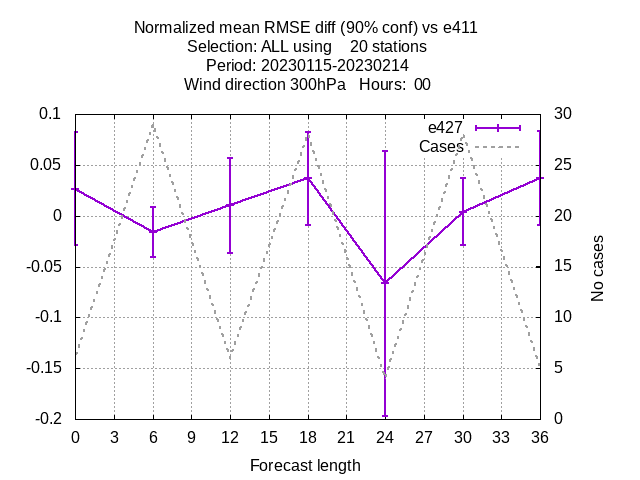 Normalized mean RMSE diff (90% conf) vs e411
Selection: ALL using 20 stations
Period: 20230115-20230214
Wind direction 300hPa Hours: 00
e427
Cases
0.1
0.05
0
-0.05
-0.1
-0.15
-0.2
30
25
20
15
10
5
0
No cases
0 3 6 9 12 15 18 21 24 27 30 33 36
Forecast length